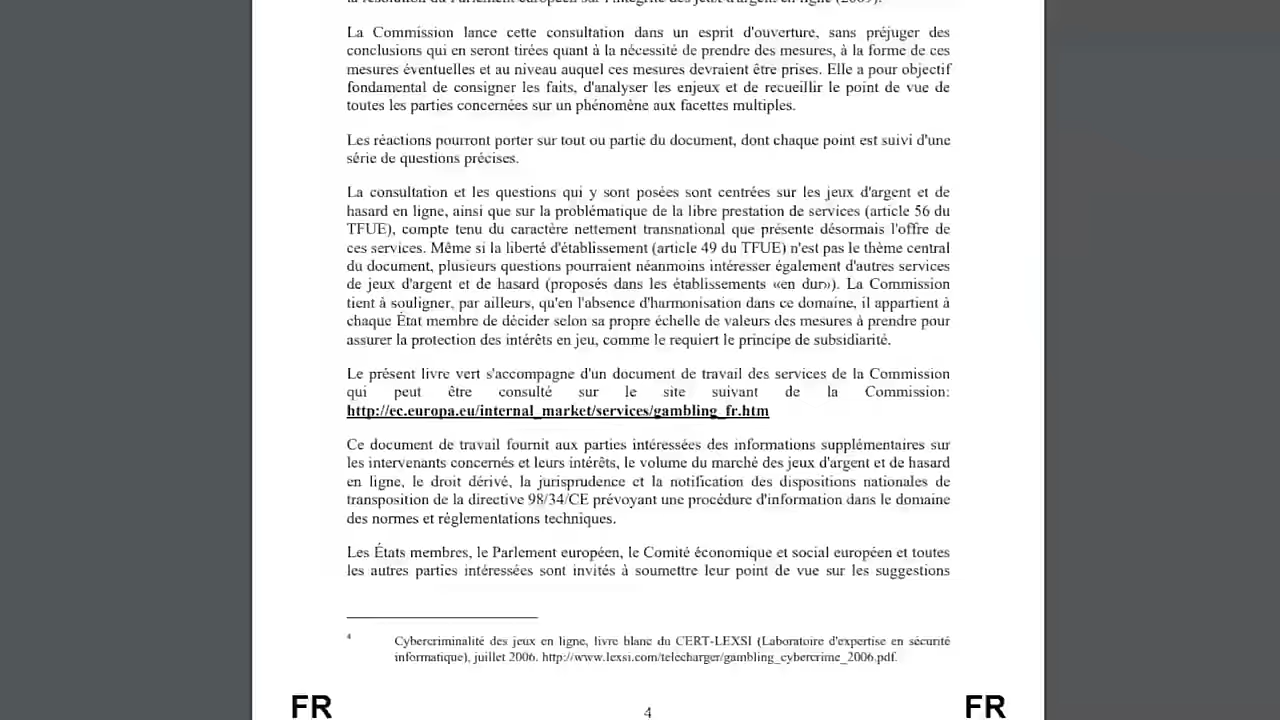 la résolution du Parlement européen sur l'intégrité des jeux d'argent en ligne (2009).
La Commission lance cette consultation dans un esprit d'ouverture, sans préjuger des
conclusions qui en seront tirées quant à la nécessité de prendre des mesures, à la forme de ces
mesures éventuelles et au niveau auquel ces mesures devraient être prises. Elle a pour objectif
fondamental de consigner les faits, d'analyser les enjeux et de recueillir le point de vue de
toutes les parties concernées sur un phénomène aux facettes multiples.
Les réactions pourront porter sur tout ou partie du document, dont chaque point est suivi d'une
série de questions précises.
La consultation et les questions qui y sont posées sont centrées sur les jeux d'argent et de
hasard en ligne, ainsi que sur la problématique de la libre prestation de services (article 56 du
TFUE), compte tenu du caractère nettement transnational que présente désormais l'offre de
ces services. Même si la liberté d'établissement (article 49 du TFUE) n'est pas le thème central
du document, plusieurs questions pourraient néanmoins intéresser également d'autres services
de jeux d'argent et de hasard (proposés dans les établissements «en dur»). La Commission
tient à souligner, par ailleurs, qu'en l'absence d'harmonisation dans ce domaine, il appartient à
chaque État membre de décider selon sa propre échelle de valeurs des mesures à prendre pour
assurer la protection des intérêts en jeu, comme le requiert le principe de subsidiarité.
Le présent livre vert s'accompagne d'un document de travail des services de la Commission
qui peut être consulté sur le site suivant de la Commission:
http://ec.europa.eu/internal_market/services/gambling_fr.htm
Ce document de travail fournit aux parties intéressées des informations supplémentaires sur
les intervenants concernés et leurs intérêts, le volume du marché des jeux d'argent et de hasard
en ligne, le droit dérivé, la jurisprudence et la notification des dispositions nationales de
transposition de la directive 98/34/CE prévoyant une procédure d'information dans le domaine
des normes et réglementations techniques.
Les États membres, le Parlement européen, le Comité économique et social européen et toutes
les autres parties intéressées sont invités à soumettre leur point de vue sur les suggestions
4 Cybercriminalité des jeux en ligne, livre blanc du CERT-LEXSI (Laboratoire d'expertise en sécurité
informatique), juillet 2006. http://www.lexsi.com/telecharger/gambling_cybercrime_2006.pdf.
FR 4 FR